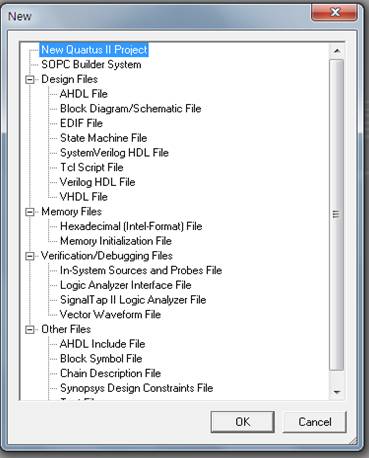 New
New Quartus II Project
SOPC Builder System
Design Files
AHDL File
Block Diagram/Schematic File
EDIF File
State Machine File
SystemVerilog HDL File
Tcl Script File
Verilog HDL File
VHDL File
Memory Files
Hexadecimal (Intel-Format) File
Memory Initialization File
Verification/Debugging Files
In-System Sources and Probes File
Logic Analyzer Interface File
SignalTap II Logic Analyzer File
Vector Waveform File
Other Files
AHDL Include File
Block Symbol File
Chain Description File
Synopsys Design Constraints File
OK
Cancel